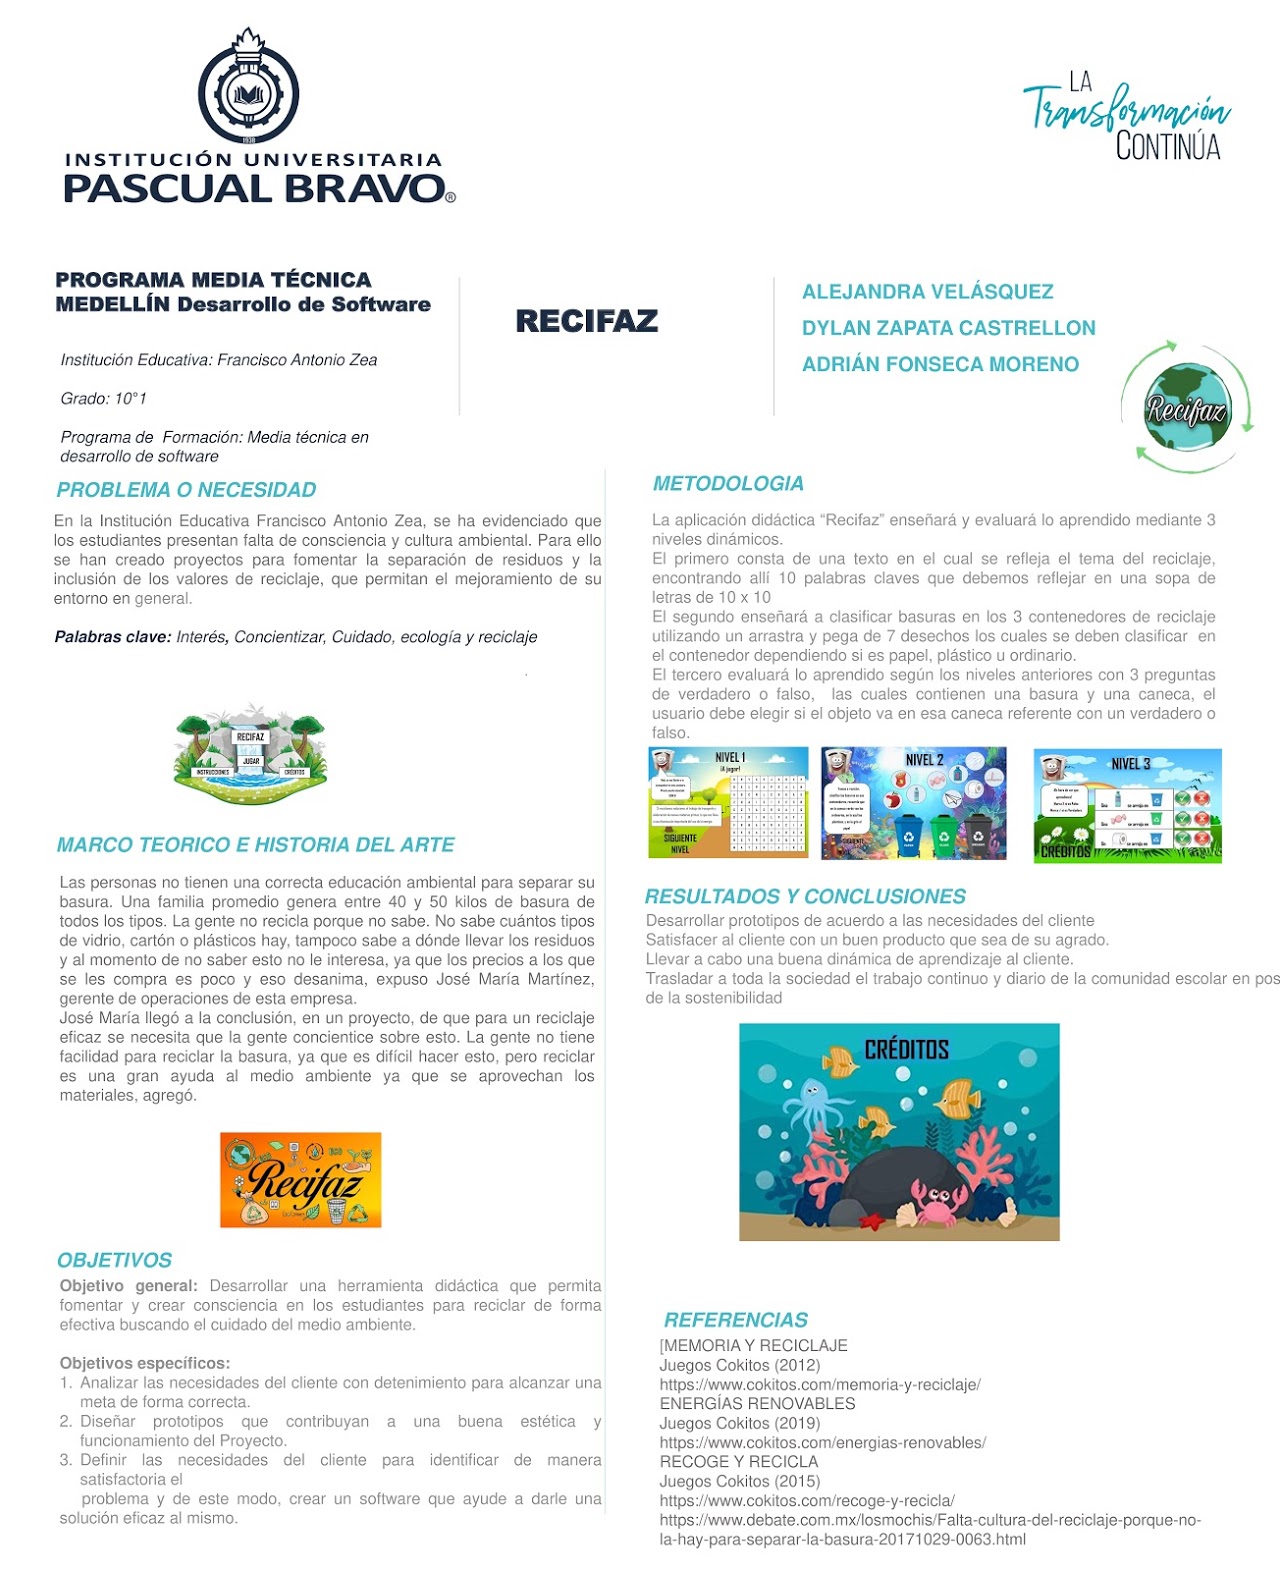 INSTITUCIÓN UNIVERSITARIA
PASCUAL BRAVO®
LA
Transformación
CONTINÚA
PROGRAMA MEDIA TÉCNICA
MEDELLÍN Desarrollo de Software
Institución Educativa: Francisco Antonio Zea
Grado: 10°1
Programa de Formación: Media técnica en
desarrollo de software
RECIFAZ
ALEJANDRA VELÁSQUEZ
DYLAN ZAPATA CASTRELLON
ADRIÁN FONSECA MORENO
Recifaz
PROBLEMA O NECESIDAD
En la Institución Educativa Francisco Antonio Zea, se ha evidenciado que
los estudiantes presentan falta de consciencia y cultura ambiental. Para ello
se han creado proyectos para fomentar la separación de residuos y la
inclusión de los valores de reciclaje, que permitan el mejoramiento de su
entorno en general.
Palabras clave: Interés, Concientizar, Cuidado, ecología y reciclaje
.
RECIFAZ
JUGAR
INSTRUCCIONES
CRÉDITOS
MARCO TEORICO E HISTORIA DEL ARTE
Las personas no tienen una correcta educación ambiental para separar su
basura. Una familia promedio genera entre 40 y 50 kilos de basura de
todos los tipos. La gente no recicla porque no sabe. No sabe cuántos tipos
de vidrio, cartón o plásticos hay, tampoco sabe a dónde llevar los residuos
y al momento de no saber esto no le interesa, ya que los precios a los que
se les compra es poco y eso desanima, expuso José María Martínez,
gerente de operaciones de esta empresa.
José María llegó a la conclusión, en un proyecto, de que para un reciclaje
eficaz se necesita que la gente concientice sobre esto. La gente no tiene
facilidad para reciclar la basura, ya que es difícil hacer esto, pero reciclar
es una gran ayuda al medio ambiente ya que se aprovechan los
materiales, agregó.
ECO
Recifaz
OBJETIVOS
Objetivo general: Desarrollar una herramienta didáctica que permita
fomentar y crear consciencia en los estudiantes para reciclar de forma
efectiva buscando el cuidado del medio ambiente.
Objetivos específicos:
1. Analizar las necesidades del cliente con detenimiento para alcanzar una
meta de forma correcta.
2. Diseñar prototipos que contribuyan a una buena estética y
funcionamiento del Proyecto.
3. Definir las necesidades del cliente para identificar de manera
satisfactoria el
problema y de este modo, crear un software que ayude a darle una
solución eficaz al mismo.
METODOLOGIA
La aplicación didáctica “Recifaz” enseñará y evaluará lo aprendido mediante 3
niveles dinámicos.
El primero consta de una texto en el cual se refleja el tema del reciclaje,
encontrando allí 10 palabras claves que debemos reflejar en una sopa de
letras de 10 x 10
El segundo enseñará a clasificar basuras en los 3 contenedores de reciclaje
utilizando un arrastra y pega de 7 desechos los cuales se deben clasificar en
el contenedor dependiendo si es papel, plástico u ordinario.
El tercero evaluará lo aprendido según los niveles anteriores con 3 preguntas
de verdadero o falso, las cuales contienen una basura y una caneca, el
usuario debe elegir si el objeto va en esa caneca referente con un verdadero o
falso.
NIVEL 1
¡A jugar!
SIGUIENTE
NIVEL
NIVEL 2
SIGUIENTE
NIVEL 3
CRÉDITOS
RESULTADOS Y CONCLUSIONES
Desarrollar prototipos de acuerdo a las necesidades del cliente
Satisfacer al cliente con un buen producto que sea de su agrado.
Llevar a cabo una buena dinámica de aprendizaje al cliente.
Trasladar a toda la sociedad el trabajo continuo y diario de la comunidad escolar en pos
de la sostenibilidad
CRÉDITOS
REFERENCIAS
[MEMORIA Y RECICLAJE
Juegos Cokitos (2012)
https://www.cokitos.com/memoria-y-reciclaje/
ENERGÍAS RENOVABLES
Juegos Cokitos (2019)
https://www.cokitos.com/energias-renovables/
RECOGE Y RECICLA
Juegos Cokitos (2015)
https://www.cokitos.com/recoge-y-recicla/
https://www.debate.com.mx/losmochis/Falta-cultura-del-reciclaje-porque-no-
la-hay-para-separar-la-basura-20171029-0063.html